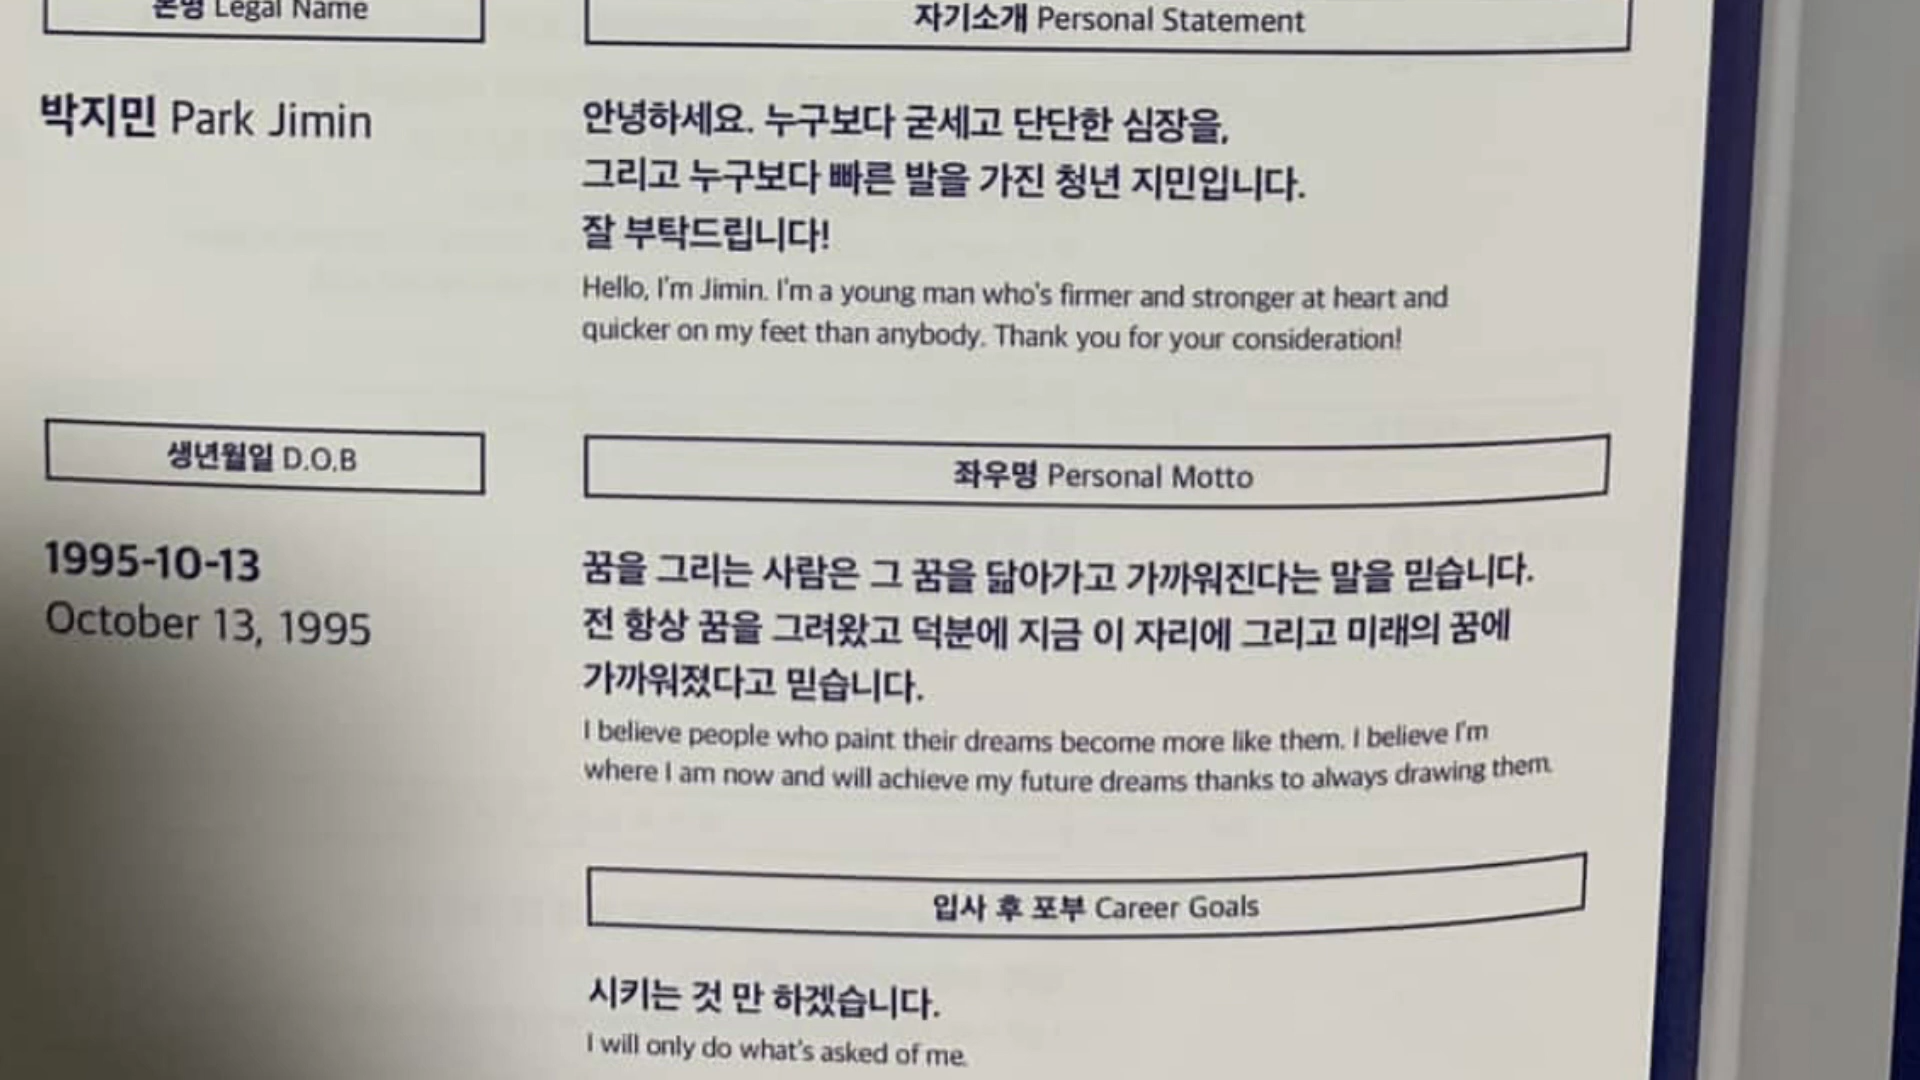 본명 Legal Name
박지민 Park Jimin
생년월일 D.O.B
1995-10-13
October 13, 1995
자기소개 Personal Statement
안녕하세요. 누구보다 굳세고 단단한 심장을,
그리고 누구보다 빠른 발을 가진 청년 지민입니다.
잘 부탁드립니다!
Hello, I'm Jimin. I'm a young man who's firmer and stronger at heart and
quicker on my feet than anybody. Thank you for your consideration!
좌우명 Personal Motto
꿈을 그리는 사람은 그 꿈을 닮아가고 가까워진다는 말을 믿습니다.
전 항상 꿈을 그려왔고 덕분에 지금 이 자리에 그리고 미래의 꿈에
가까워졌다고 믿습니다.
I believe people who paint their dreams become more like them. I believe I'm
where I am now and will achieve my future dreams thanks to always drawing them.
입사 후 포부 Career Goals
시키는 것 만 하겠습니다.
I will only do what's asked of me.